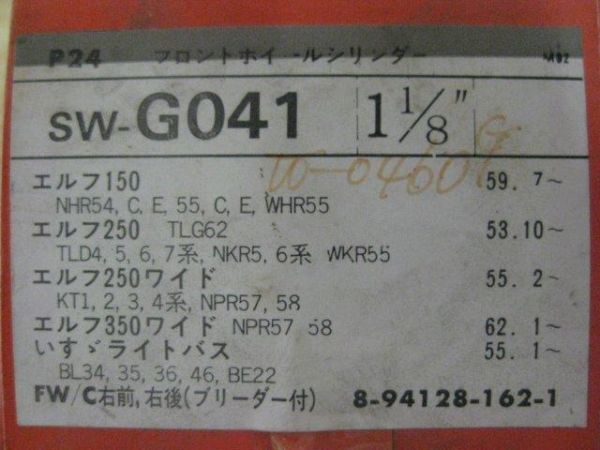 P24 フロントホイールシリンダー
SW-G041 1 1/8"
エルフ150 59. 7~
NHR54, C, E, 55, C, E, WHR55
エルフ250 TLG62 53.10~
TLD4, 5, 6, 7系, NKR5, 6系 WKR55
エルフ250ワイド 55. 2~
KT1, 2, 3, 4系, NPR57, 58
エルフ350ワイド NPR57 58 62. 1~
いすゞライトバス 55. 1~
BL34, 35, 36, 46, BE22
FW/C右前,右後(ブリーダー付) 8-94128-162-1